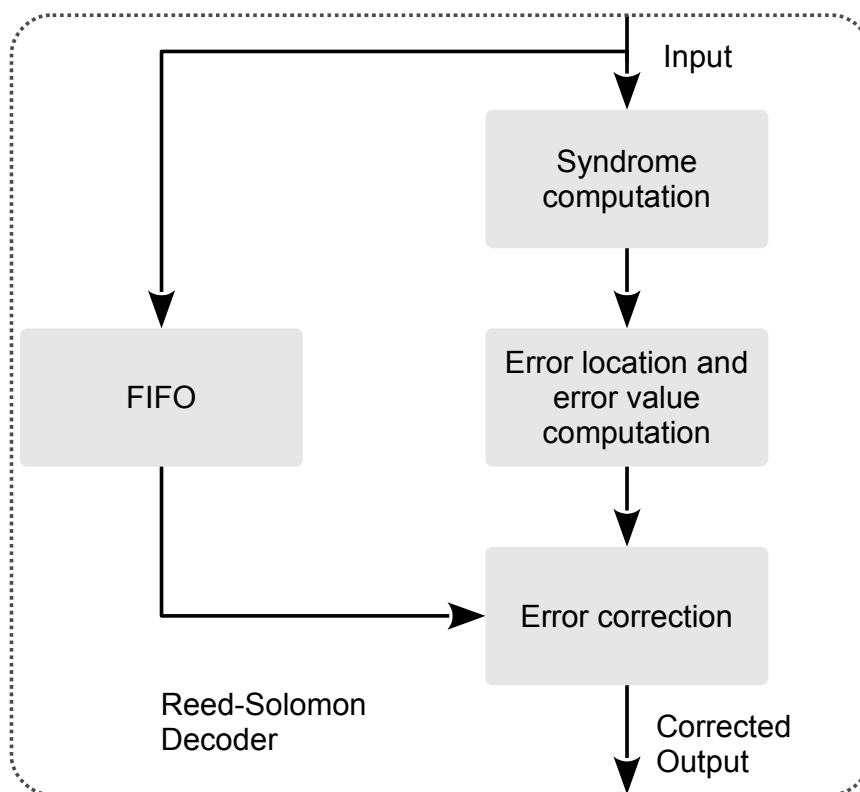 Input
Syndrome
computation
FIFO
Error location and
error value
computation
Error correction
Reed-Solomon
Decoder
Corrected
Output